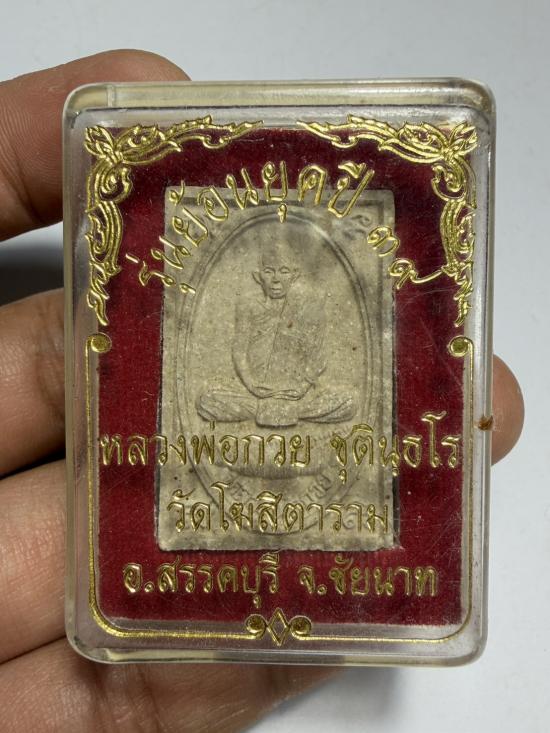 รุ่นย้อนยุคปี ๓๙
หลวงพ่อกวย ชุตินฺธโร
วัดโฆสิตาราม
อ.สรรคบุรี จ.ชัยนาท